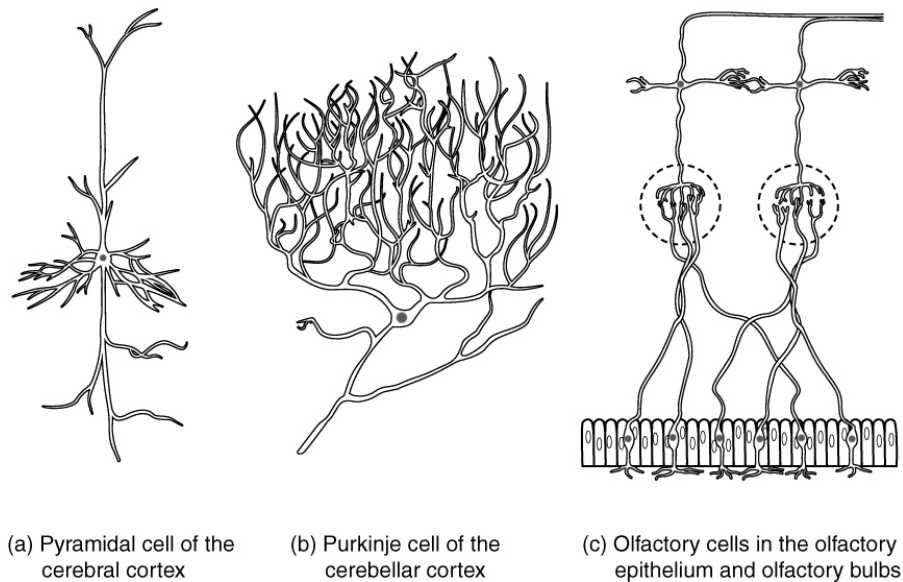 (a) Pyramidal cell of the
cerebral cortex
(b) Purkinje cell of the
cerebellar cortex
(c) Olfactory cells in the olfactory
epithelium and olfactory bulbs